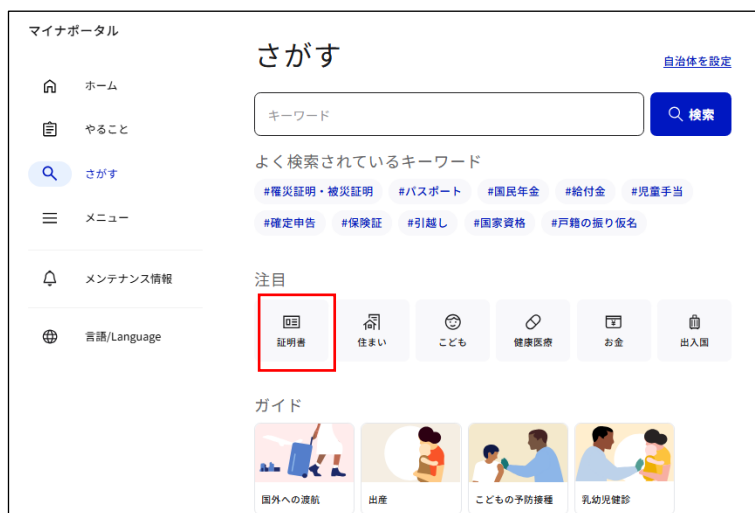 マイナポータル
ホーム
やること
さがす
メニュー
メンテナンス情報
言語/Language
さがす
自治体を設定
キーワード
検索
よく検索されているキーワード
#罹災証明・被災証明 #パスポート #国民年金 #給付金 #児童手当
#確定申告 #保険証 #引越し #国家資格 #戸籍の振り仮名
注目
証明書 住まい こども 健康医療 お金 出入国
ガイド
国外への渡航 出産 こどもの予防接種 乳幼児健診